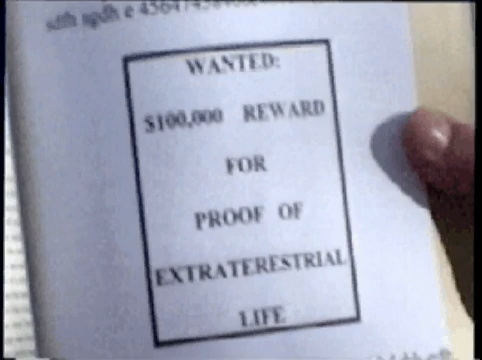 WANTED:
$100,000 REWARD
FOR
PROOF OF
EXTRATERESTRIAL
LIFE